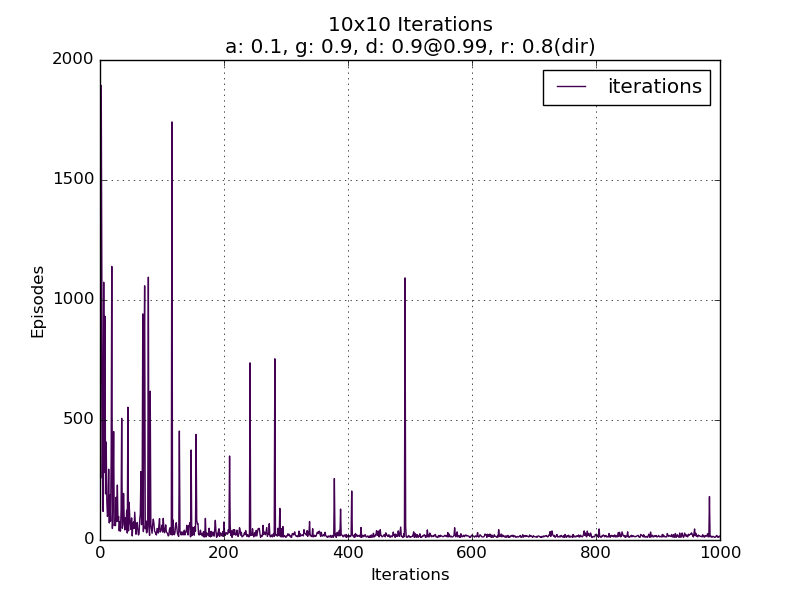 10x10 Iterations
a: 0.1, g: 0.9, d: 0.9@0.99, r: 0.8(dir)
iterations
2000
1500
1000
500
0
Episodes
0 200 400 600 800 1000
Iterations